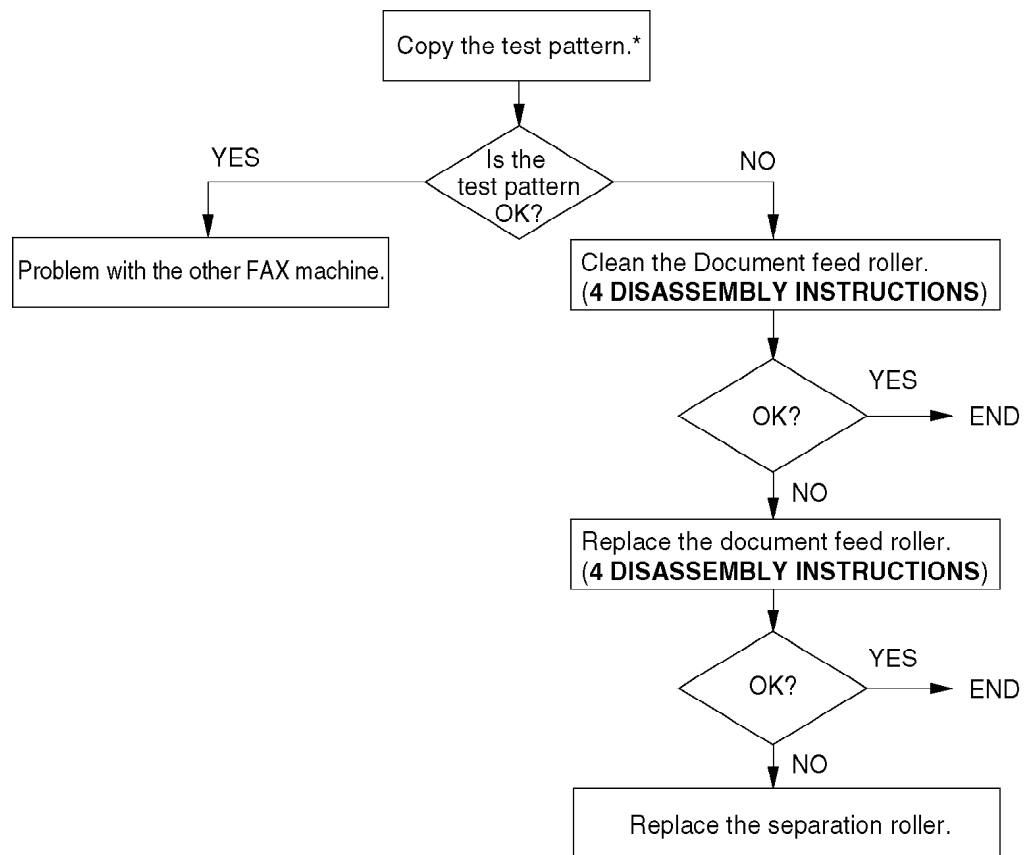 Copy the test pattern.*
YES
NO
Is the
test pattern
OK?
Problem with the other FAX machine.
Clean the Document feed roller.
(4 DISASSEMBLY INSTRUCTIONS)
YES
OK?
END
NO
Replace the document feed roller.
(4 DISASSEMBLY INSTRUCTIONS)
YES
OK?
END
NO
Replace the separation roller.